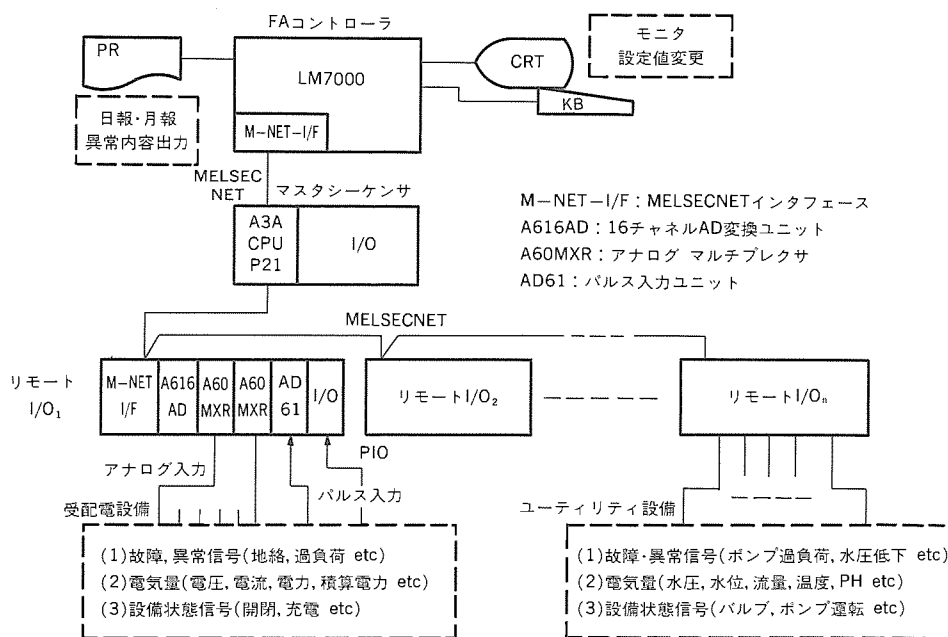 FAコントローラ
PR
LM7000
M-NET-I/F
CRT
KB
モニタ
設定値変更
日報・月報
異常内容出力
MELSEC
NET
マスタシーケンサ
A3A
CPU
P21
I/O
M-NET-I/F:MELSECNETインタフェース
A616AD:16チャネルAD変換ユニット
A60MXR:アナログ マルチプレクサ
AD61:パルス入力ユニット
MELSECNET
リモート
I/O₁
M-NET
I/F
A616
AD
A60
MXR
A60
MXR
AD
61
I/O
リモートI/O₂
リモートI/Oₙ
PIO
アナログ入力
パルス入力
受配電設備
ユーティリティ設備
(1)故障,異常信号(地絡,過負荷 etc)
(2)電気量(電圧,電流,電力,積算電力 etc)
(3)設備状態信号(開閉,充電 etc)
(1)故障・異常信号(ポンプ過負荷,水圧低下 etc)
(2)電気量(水圧,水位,流量,温度,PH etc)
(3)設備状態信号(バルブ,ポンプ運転 etc)